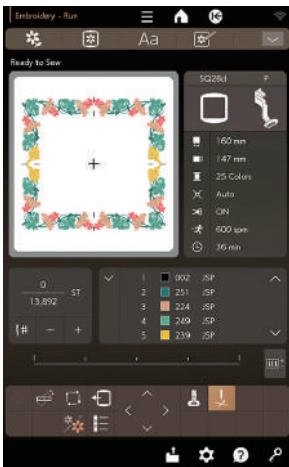 Embroidery - Run
Aa
Ready to Sew
SQ28d P
160 mm
147 mm
25 Colors
Auto
ON
600 spm
36 min
0
13,892
ST
1 002 JSP
2 251 JSP
3 224 JSP
4 249 JSP
5 239 JSP
# - +